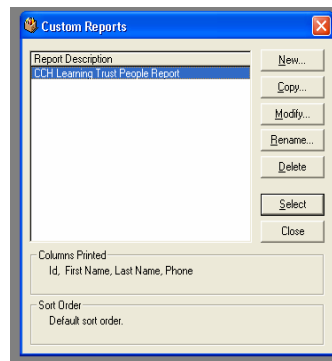 Custom Reports
Report Description
CCH Learning Trust People Report
New...
Copy...
Modify...
Rename...
Delete
Select
Close
Columns Printed
Id, First Name, Last Name, Phone
Sort Order
Default sort order.